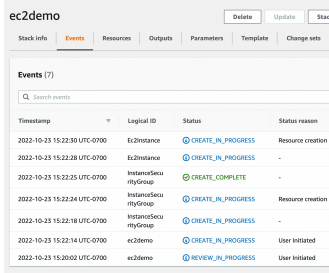 ec2demo
Delete Update Stac
Stack info Events Resources Outputs Parameters Template Change sets
Events (7)
Search events
Timestamp Logical ID Status Status reason
2022-10-23 15:22:30 UTC-0700 Ec2Instance CREATE_IN_PROGRESS Resource creation
2022-10-23 15:22:28 UTC-0700 Ec2Instance CREATE_IN_PROGRESS -
2022-10-23 15:22:25 UTC-0700 InstanceSecu
rityGroup CREATE_COMPLETE -
2022-10-23 15:22:24 UTC-0700 InstanceSecu
rityGroup CREATE_IN_PROGRESS Resource creation
2022-10-23 15:22:18 UTC-0700 InstanceSecu
rityGroup CREATE_IN_PROGRESS -
2022-10-23 15:22:14 UTC-0700 ec2demo CREATE_IN_PROGRESS User Initiated
2022-10-23 15:20:02 UTC-0700 ec2demo REVIEW_IN_PROGRESS User Initiated